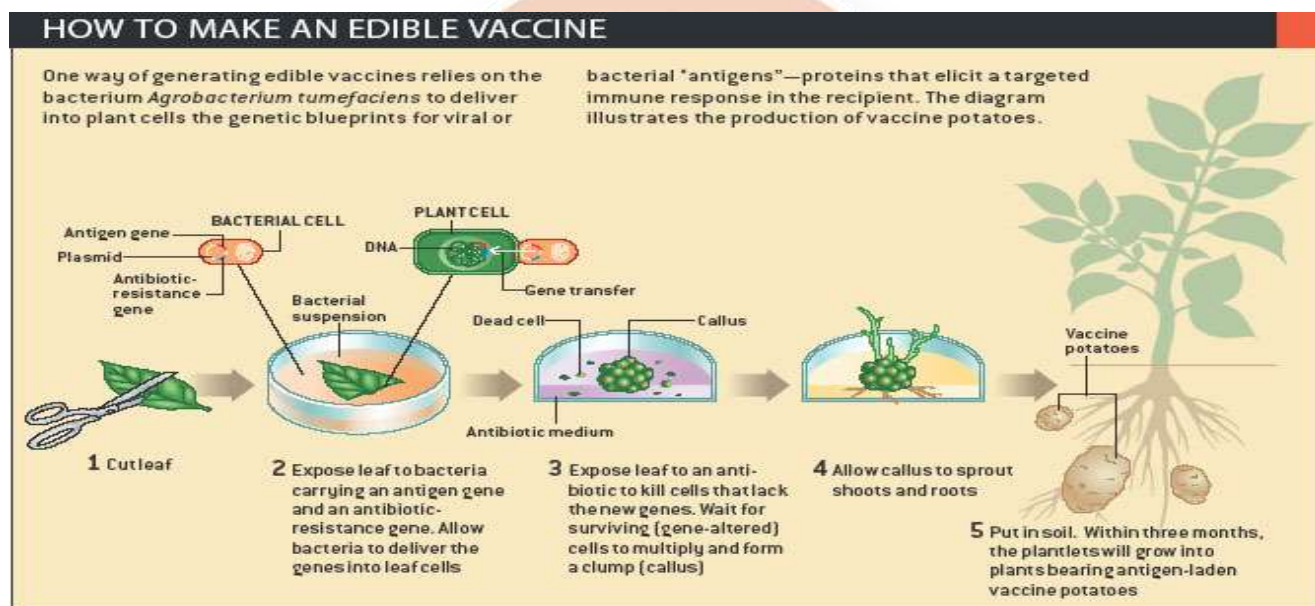 HOW TO MAKE AN EDIBLE VACCINE
One way of generating edible vaccines relies on the
bacterium Agrobacterium tumefaciens to deliver
into plant cells the genetic blueprints for viral or
bacterial "antigens"—proteins that elicit a targeted
immune response in the recipient. The diagram
illustrates the production of vaccine potatoes.
Antigen gene
Plasmid
Antibiotic-
resistance
gene
BACTERIAL CELL
PLANT CELL
DNA
Gene transfer
Bacterial
suspension
Dead cell
Callus
Antibiotic medium
Vaccine
potatoes
1 Cut leaf
2 Expose leaf to bacteria
carrying an antigen gene
and an antibiotic-
resistance gene. Allow
bacteria to deliver the
genes into leaf cells
3 Expose leaf to an anti-
biotic to kill cells that lack
the new genes. Wait for
surviving (gene-altered)
cells to multiply and form
a clump (callus)
4 Allow callus to sprout
shoots and roots
5 Put in soil. Within three months,
the plantlets will grow into
plants bearing antigen-laden
vaccine potatoes